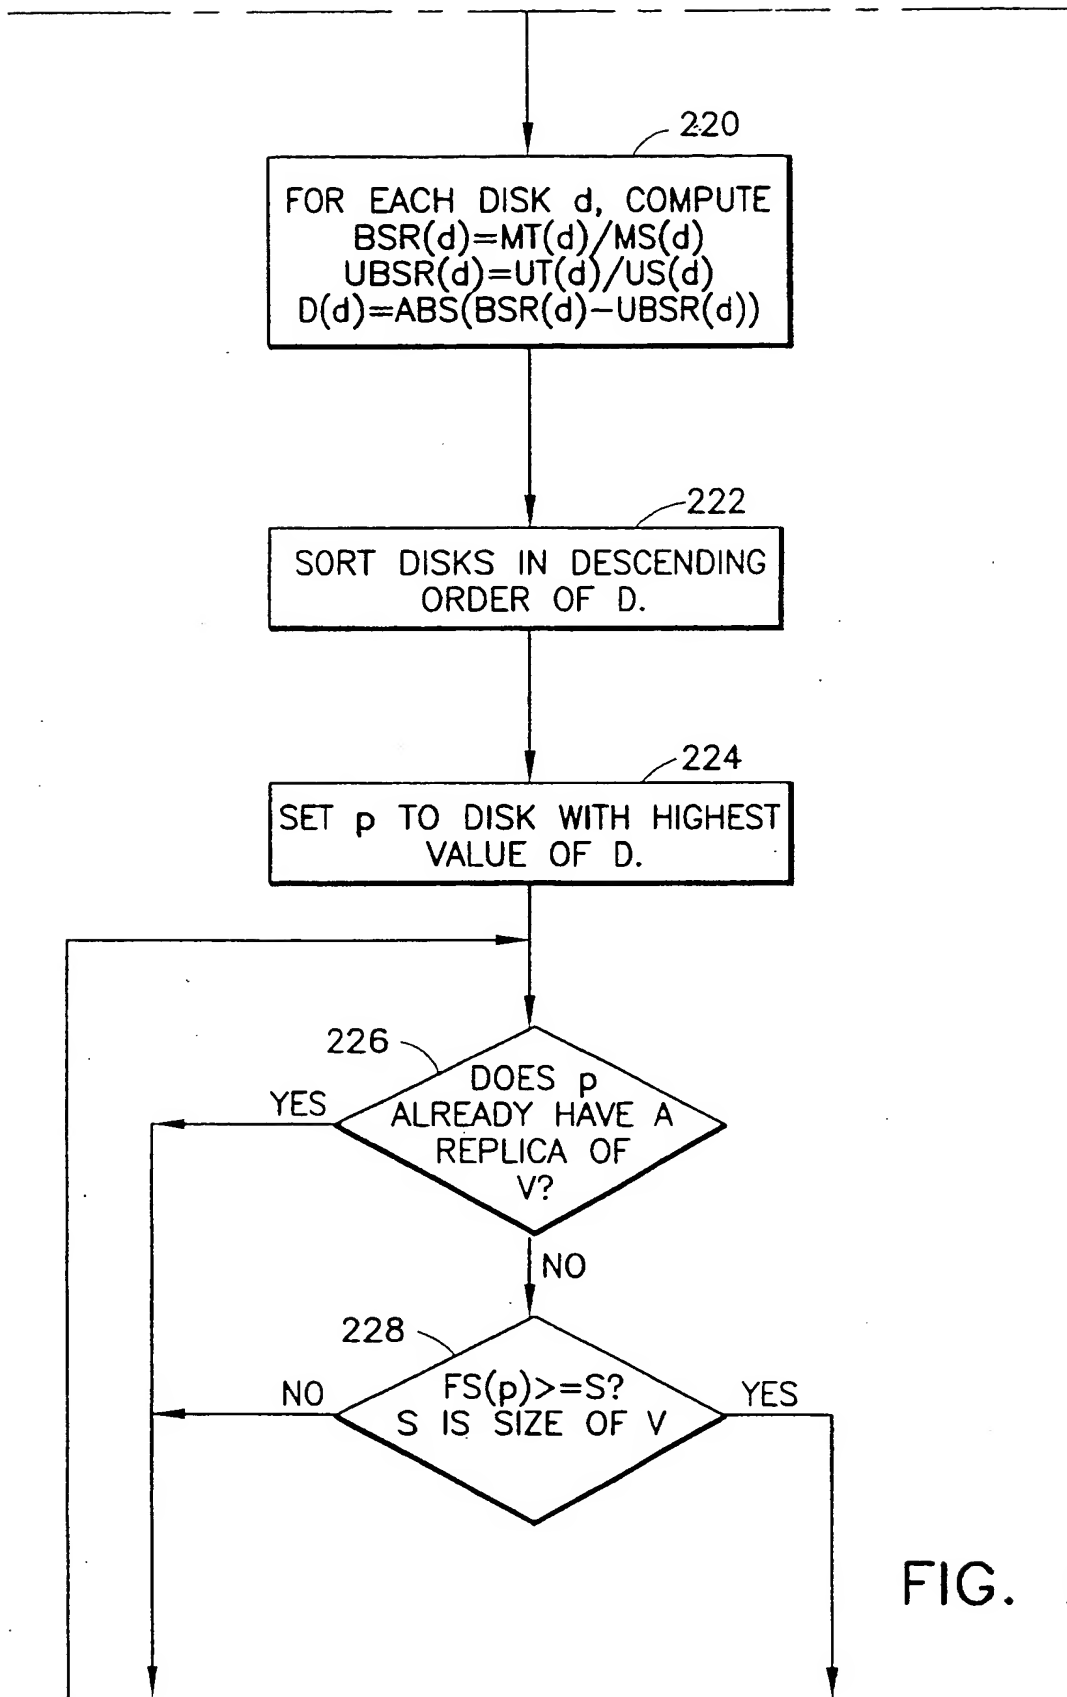 220
FOR EACH DISK d, COMPUTE
BSR(d)=MT(d)/MS(d)
UBSR(d)=UT(d)/US(d)
D(d)=ABS(BSR(d)-UBSR(d))
222
SORT DISKS IN DESCENDING
ORDER OF D.
224
SET p TO DISK WITH HIGHEST
VALUE OF D.
226
DOES p
ALREADY HAVE A
REPLICA OF
V?
YES
NO
228
FS(p)>=S?
S IS SIZE OF V
NO
YES
FIG.